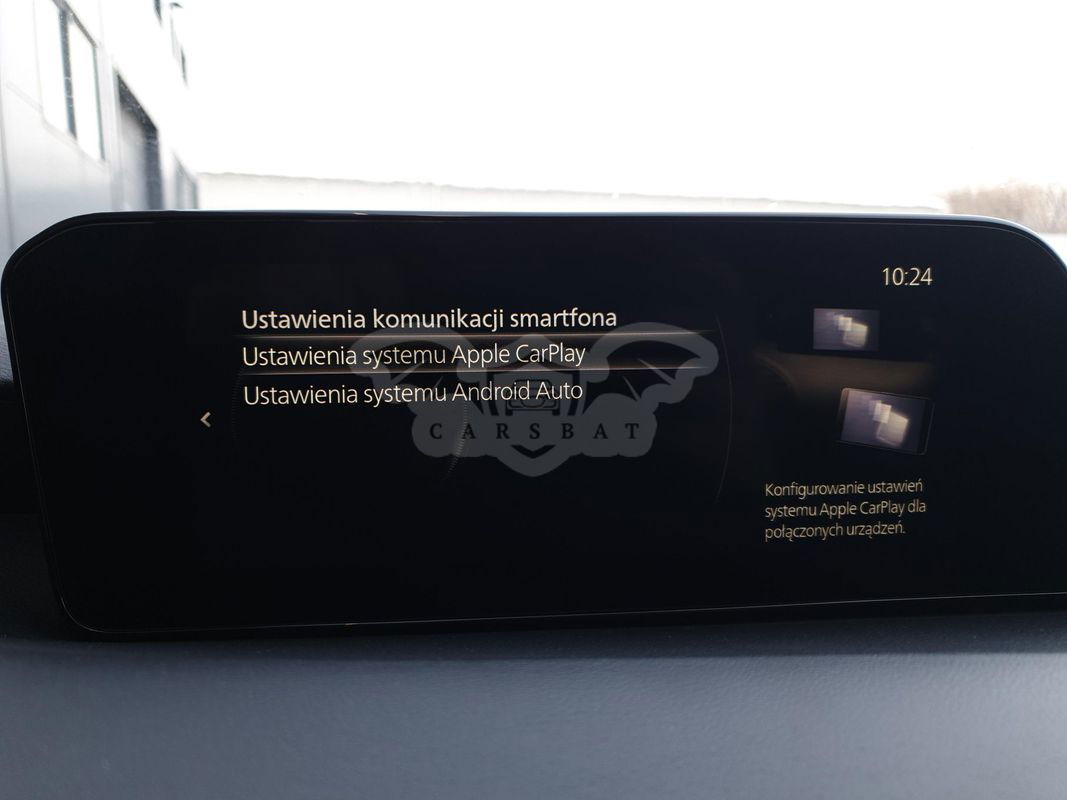 10:24
Ustawienia komunikacji smartfona
Ustawienia systemu Apple CarPlay
Ustawienia systemu Android Auto
CARSBAT
Konfigurowanie ustawień
systemu Apple CarPlay dla
połączonych urządzeń.